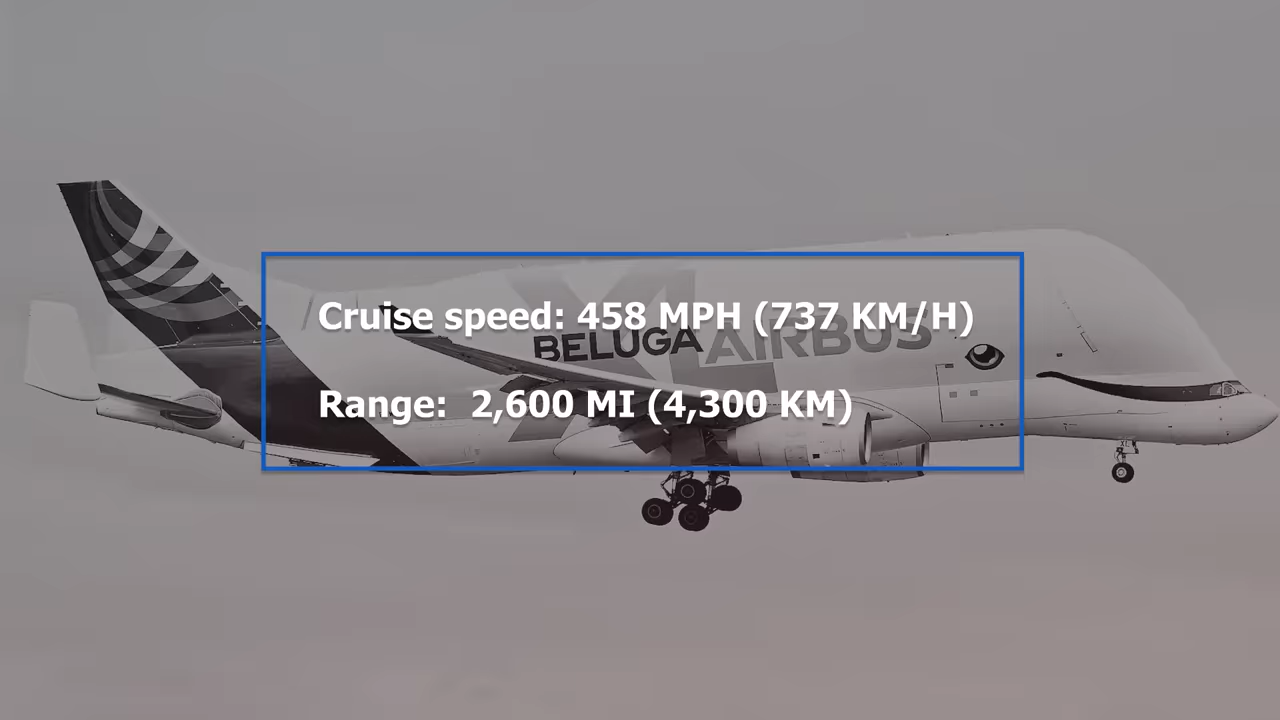 Cruise speed: 458 MPH (737 KM/H)
XL
BELUGA AIRBUS
Range: 2,600 MI (4,300 KM)